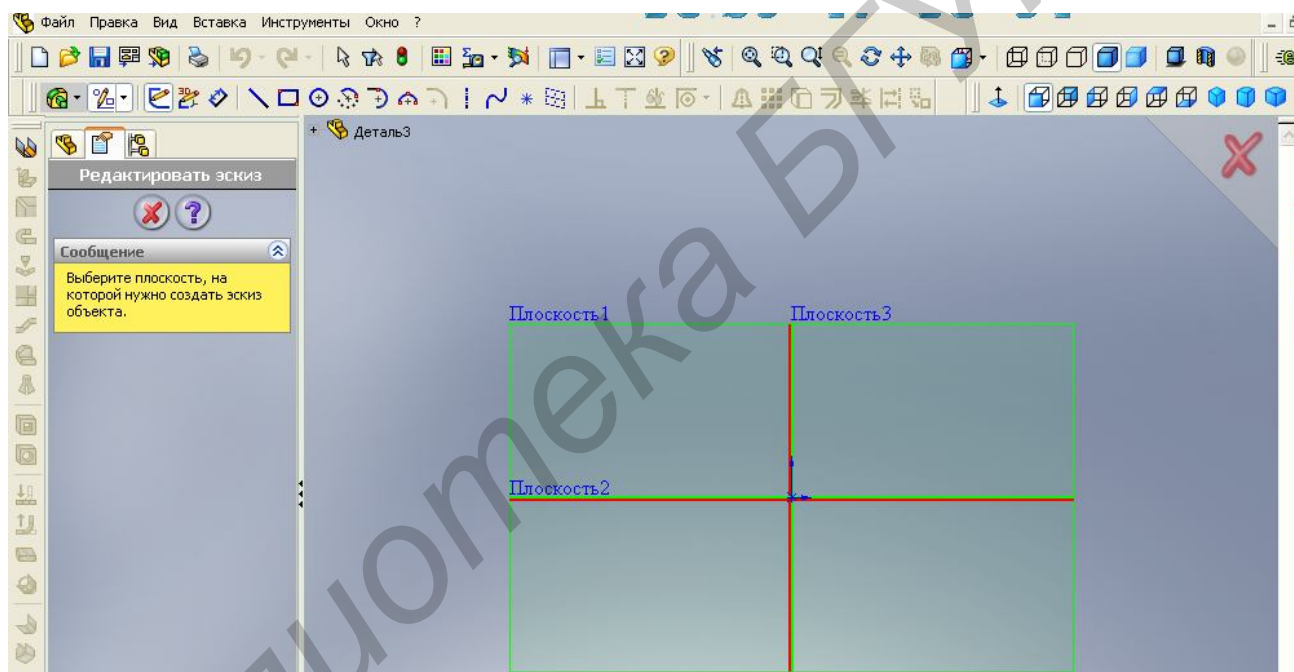 Файл Правка Вид Вставка Инструменты Окно ?
Деталь3
Редактировать эскиз
Сообщение
Выберите плоскость, на
которой нужно создать эскиз
объекта.
Плоскость1
Плоскость3
Плоскость2